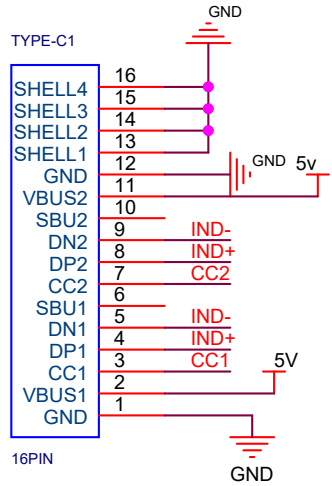 GND
TYPE-C1
SHELL4 16
SHELL3 15
SHELL2 14
SHELL1 13
GND 12 GND 5v
VBUS2 11
SBU2 10
DN2 9 IND-
DP2 8 IND+
CC2 7 CC2
SBU1 6
DN1 5 IND-
DP1 4 IND+
CC1 3 CC1 5V
VBUS1 2
GND 1
16PIN
GND